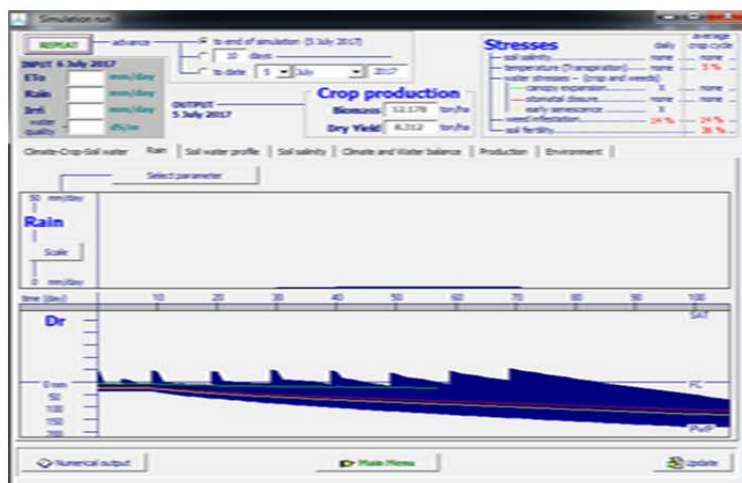 Simulation run
REPEAT
advance
to end of simulation (5 July 2017)
10 days
to date 5 July 2017
INPUT 6 July 2017
ETo mm/day
Rain mm/day
Irri mm/day
water quality dS/m
OUTPUT
5 July 2017
Crop production
Biomass 12.178 ton/ha
Dry Yield 8.312 ton/ha
Stresses
daily
average crop cycle
soil salinity none none
temperature (Transpiration) none 5 %
water stresses - (crop and weeds)
canopy expansion X none
stomatal closure none none
early senescence X
weed infestation 24 % 24 %
soil fertility 36 %
Climate-Crop-Soil water
Rain
Soil water profile
Soil salinity
Climate and Water balance
Production
Environment
Select parameter
50 mm/day
Rain
Scale
0 mm/day
time (day) 10 20 30 40 50 60 70 80 90 100
Dr
SAT
0 mm
FC
50
100
150
200
PWP
Numerical output
Main Menu
Update